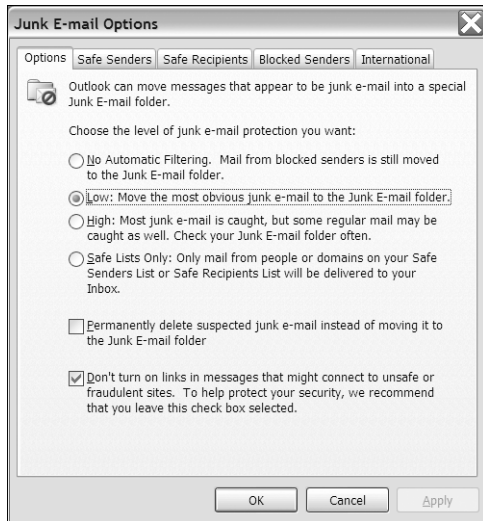 Junk E-mail Options
Options Safe Senders Safe Recipients Blocked Senders International
Outlook can move messages that appear to be junk e-mail into a special
Junk E-mail folder.
Choose the level of junk e-mail protection you want:
No Automatic Filtering. Mail from blocked senders is still moved
to the Junk E-mail folder.
Low: Move the most obvious junk e-mail to the Junk E-mail folder.
High: Most junk e-mail is caught, but some regular mail may be
caught as well. Check your Junk E-mail folder often.
Safe Lists Only: Only mail from people or domains on your Safe
Senders List or Safe Recipients List will be delivered to your
Inbox.
Permanently delete suspected junk e-mail instead of moving it to
the Junk E-mail folder
Don't turn on links in messages that might connect to unsafe or
fraudulent sites. To help protect your security, we recommend
that you leave this check box selected.
OK Cancel Apply